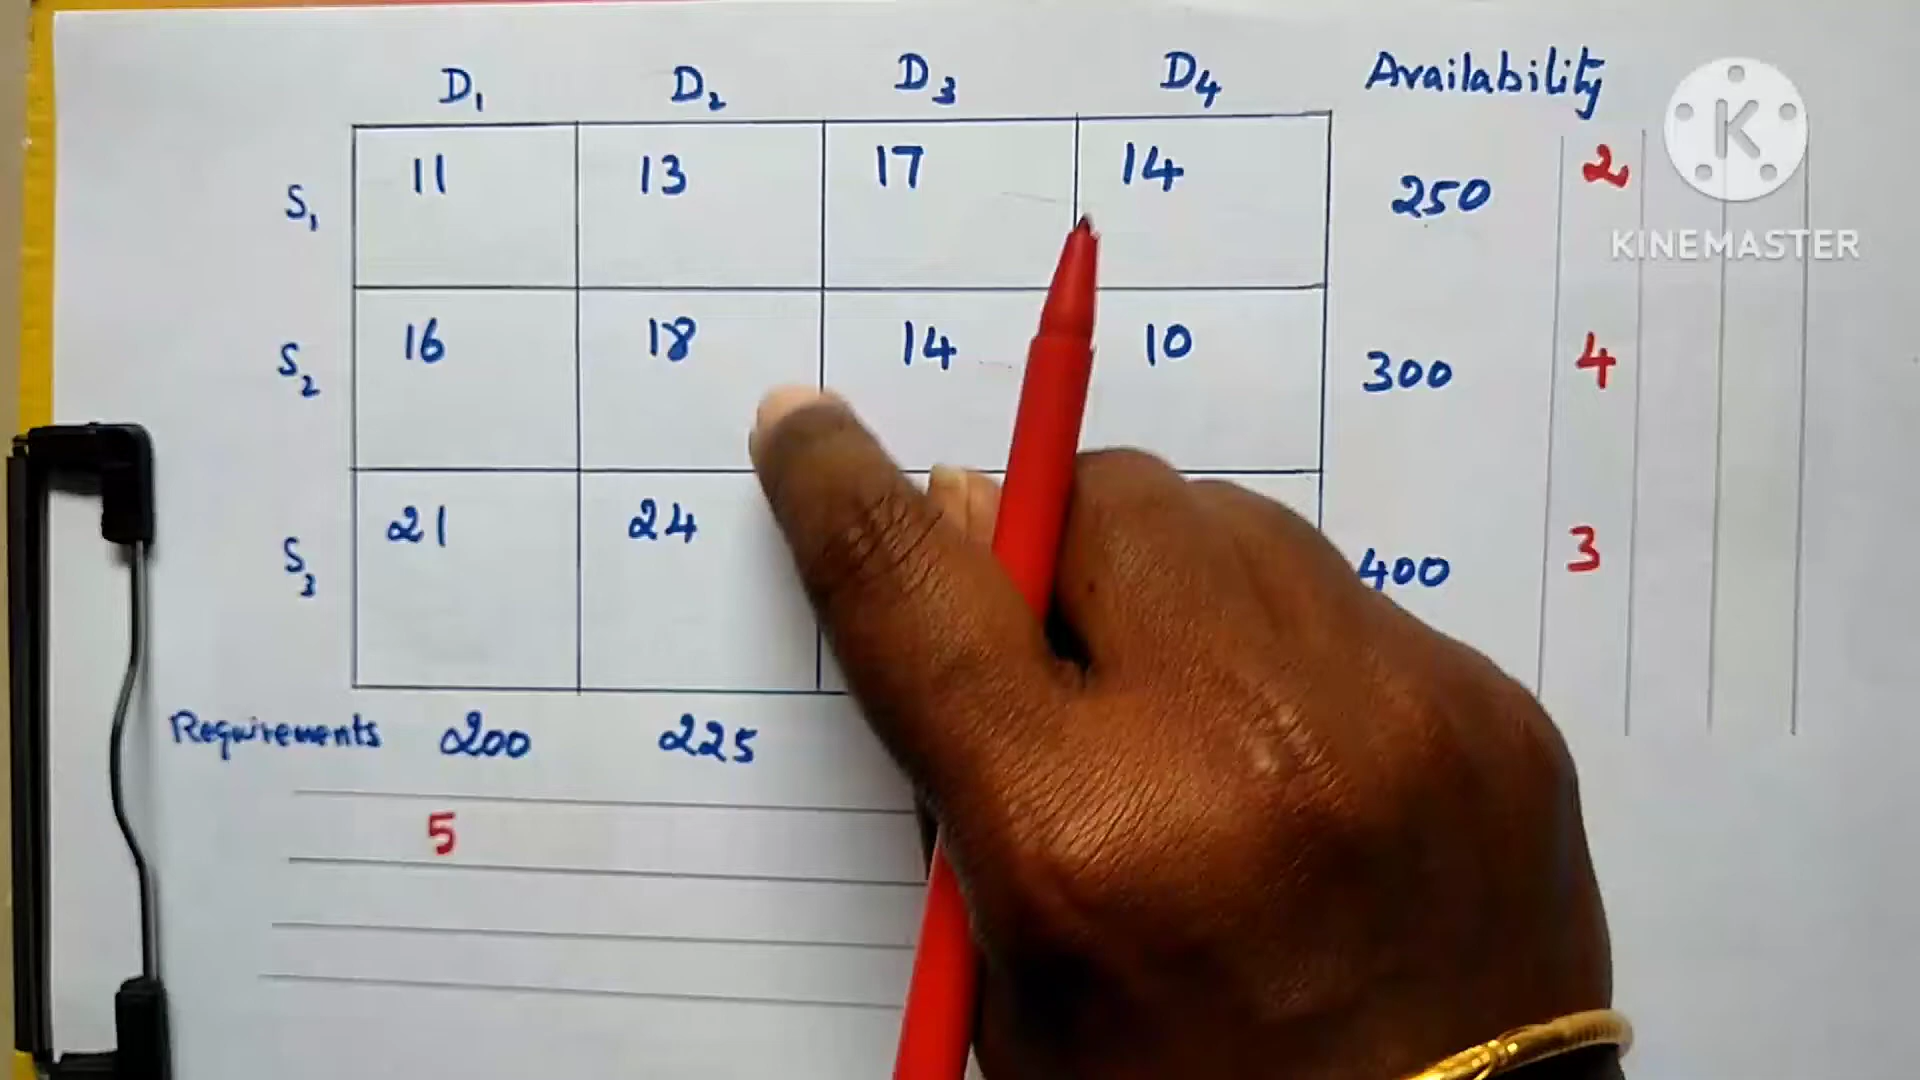 D1 D2 D3 D4 Availability
S1 11 13 17 14 250 2
K
KINEMASTER
S2 16 18 14 10 300 4
S3 21 24 400 3
Requirements 200 225
5